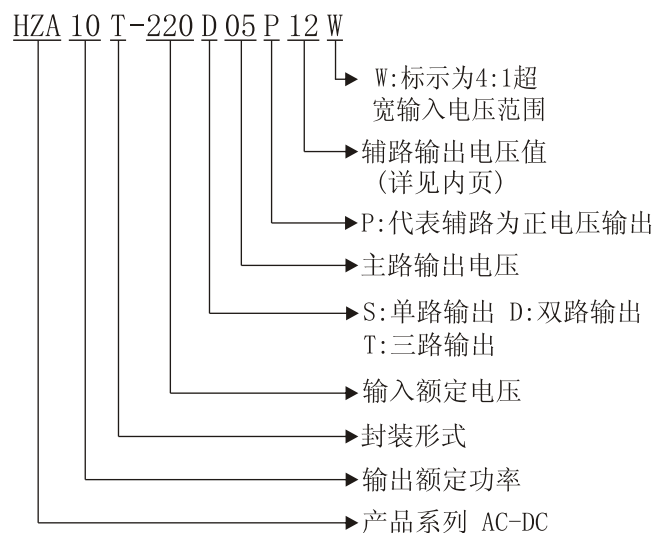 HZA 10 T-220 D 05 P 12 W
W:标示为4:1超
宽输入电压范围
辅路输出电压值
(详见内页)
P:代表辅路为正电压输出
主路输出电压
S:单路输出 D:双路输出
T:三路输出
输入额定电压
封装形式
输出额定功率
产品系列 AC-DC